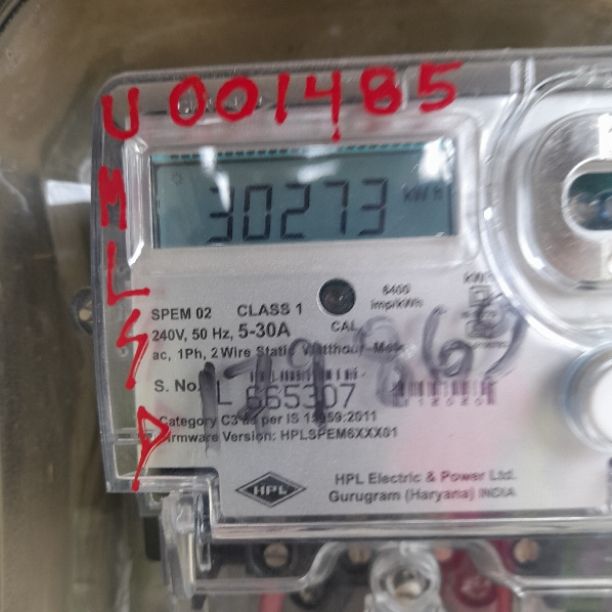 U 001485
M
L
S
P
30273 kWh
6400
imp/kWh
SPEM 02 CLASS 1
240V, 50 Hz, 5-30A CAL
ac, 1Ph, 2 Wire Static Watthour Meter
S. No. L 665307
Category C3 as per IS 15959:2011
Firmware Version: HPLSPEM6XXX01
HPL
HPL Electric & Power Ltd.
Gurugram (Haryana) INDIA